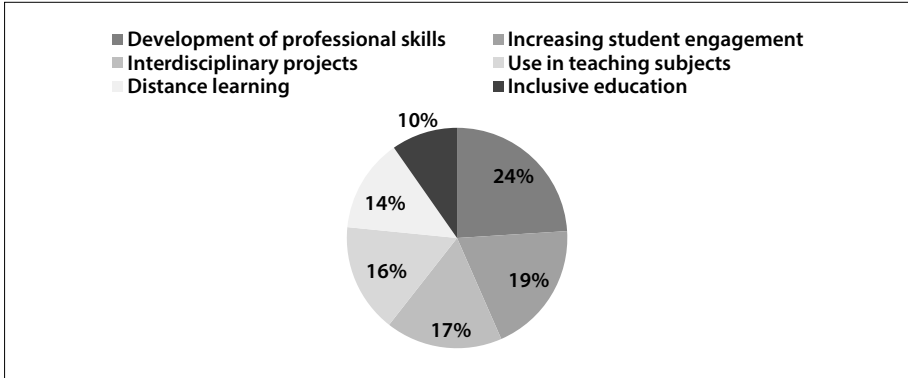 Development of professional skills
Increasing student engagement
Interdisciplinary projects
Use in teaching subjects
Distance learning
Inclusive education
10%
24%
14%
19%
16%
17%